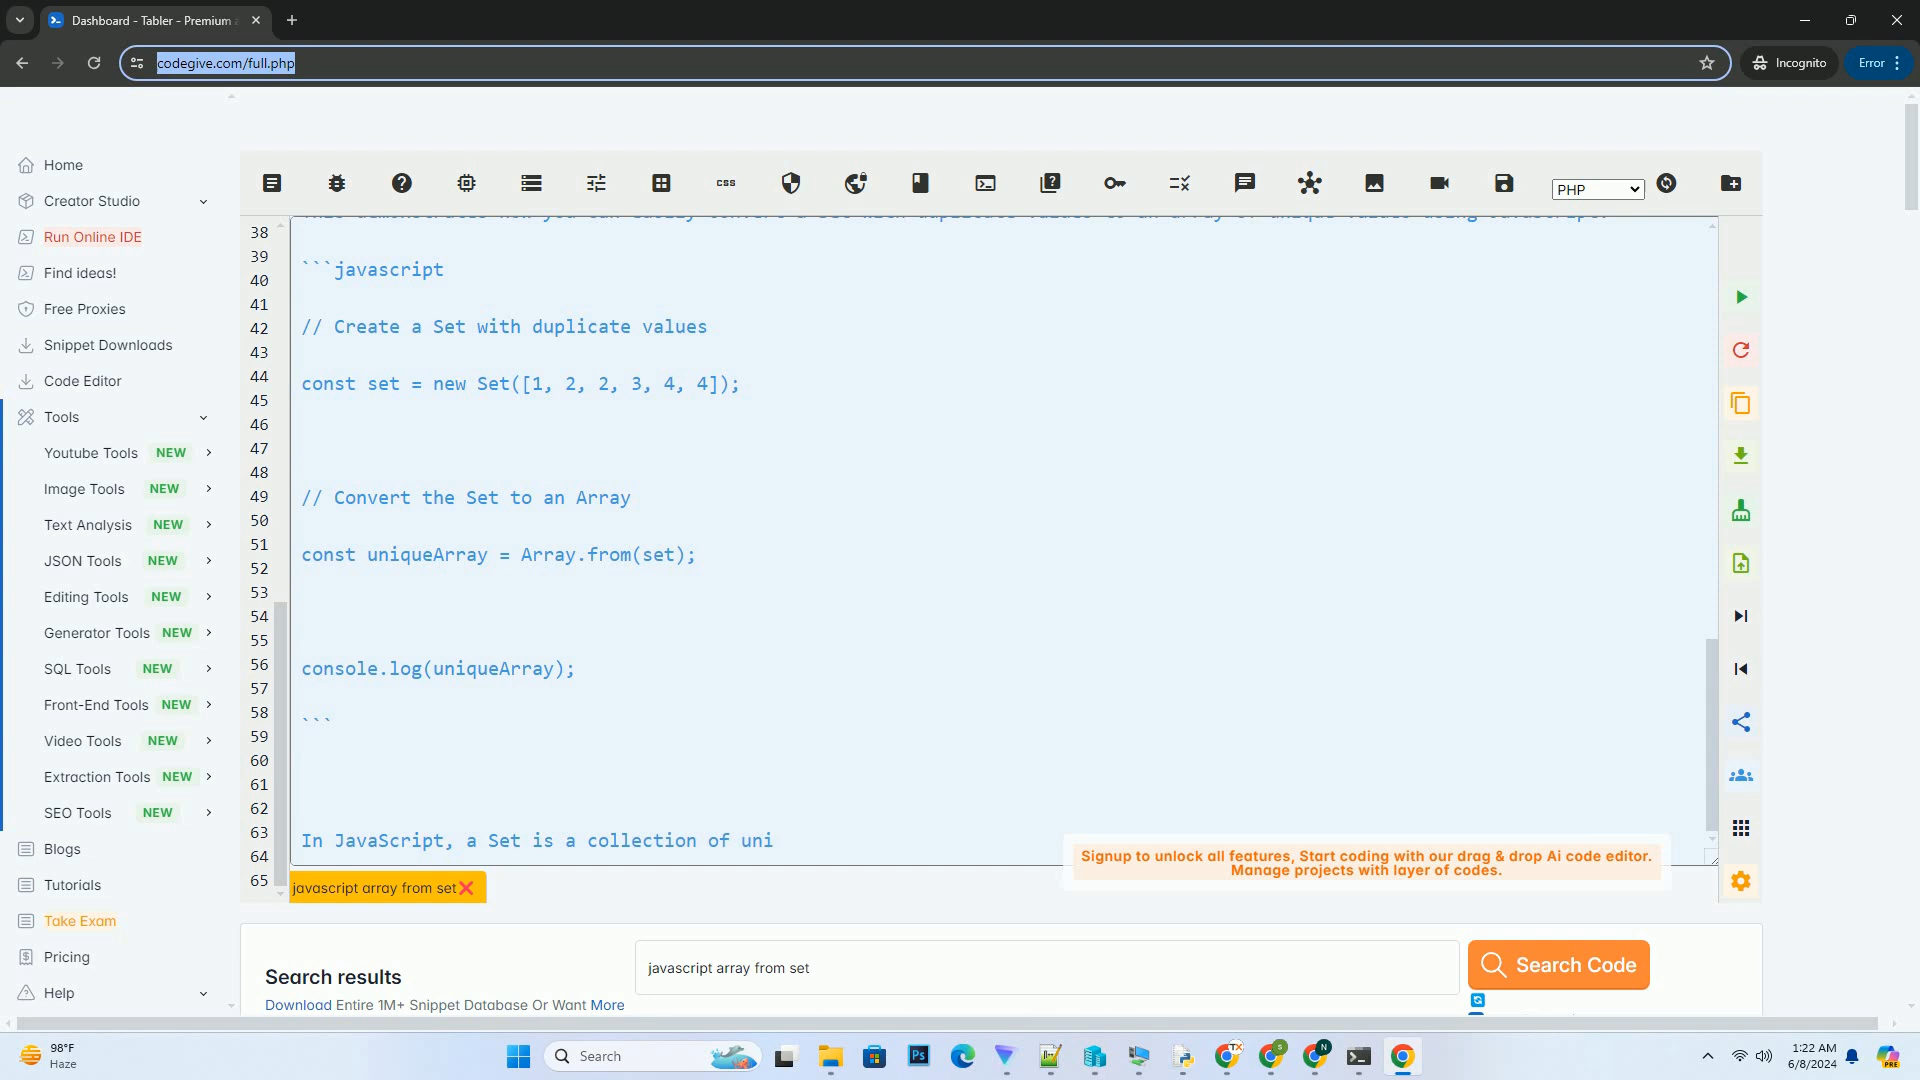 Dashboard - Tabler - Premium
codegive.com/full.php
Incognito
Error
Home
Creator Studio
Run Online IDE
Find ideas!
Free Proxies
Snippet Downloads
Code Editor
Tools
Youtube Tools NEW
Image Tools NEW
Text Analysis NEW
JSON Tools NEW
Editing Tools NEW
Generator Tools NEW
SQL Tools NEW
Front-End Tools NEW
Video Tools NEW
Extraction Tools NEW
SEO Tools NEW
Blogs
Tutorials
Take Exam
Pricing
Help
css
PHP
38
39
40
41
42
43
44
45
46
47
48
49
50
51
52
53
54
55
56
57
58
59
60
61
62
63
64
65
```javascript
// Create a Set with duplicate values
const set = new Set([1, 2, 2, 3, 4, 4]);
// Convert the Set to an Array
const uniqueArray = Array.from(set);
console.log(uniqueArray);
```
In JavaScript, a Set is a collection of uni
Signup to unlock all features, Start coding with our drag & drop Ai code editor.
Manage projects with layer of codes.
javascript array from set
Search results
Download Entire 1M+ Snippet Database Or Want More
javascript array from set
Search Code
98°F
Haze
Search
1:22 AM
6/8/2024